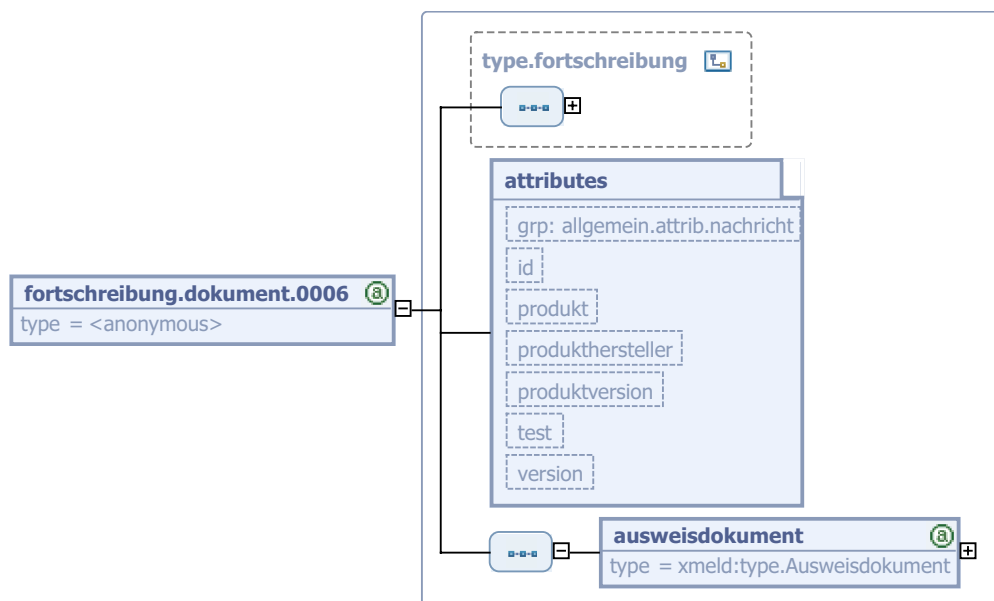 type.fortschreibung
attributes
grp: allgemein.attrib.nachricht
id
produkt
produkthersteller
produktversion
test
version
fortschreibung.dokument.0006 a
type = <anonymous>
ausweisdokument a
type = xmeld:type.Ausweisdokument